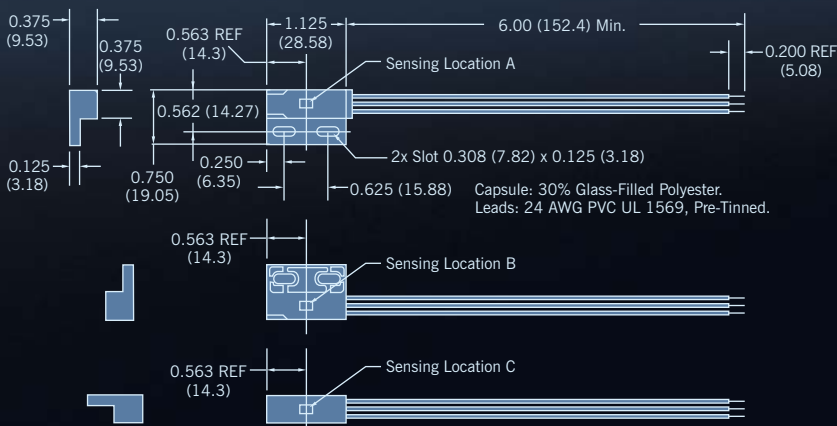 0.375
(9.53)
0.375
(9.53)
0.563 REF
(14.3)
1.125
(28.58)
6.00 (152.4) Min.
0.200 REF
(5.08)
Sensing Location A
0.562 (14.27)
2x Slot 0.308 (7.82) x 0.125 (3.18)
0.125
(3.18)
0.750
(19.05)
0.250
(6.35)
0.625 (15.88)
Capsule: 30% Glass-Filled Polyester.
Leads: 24 AWG PVC UL 1569, Pre-Tinned.
0.563 REF
(14.3)
Sensing Location B
0.563 REF
(14.3)
Sensing Location C